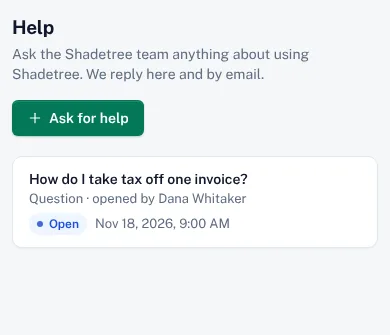 Help
Ask the Shadetree team anything about using
Shadetree. We reply here and by email.
+ Ask for help
How do I take tax off one invoice?
Question · opened by Dana Whitaker
Open Nov 18, 2026, 9:00 AM